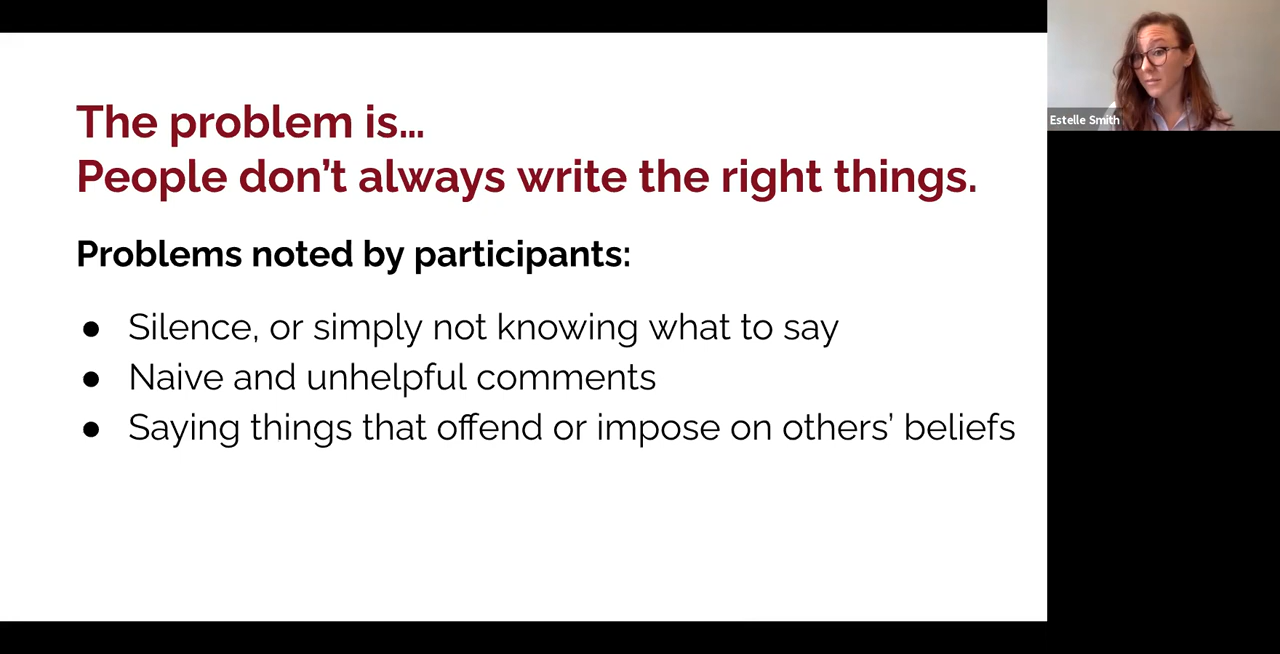 The problem is…
People don’t always write the right things.
Problems noted by participants:
● Silence, or simply not knowing what to say
● Naive and unhelpful comments
● Saying things that offend or impose on others’ beliefs
Estelle Smith